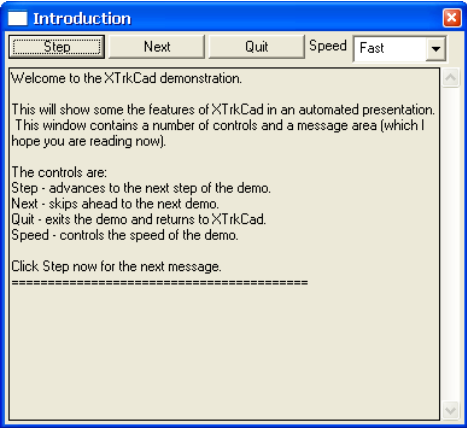 Introduction
Step Next Quit Speed Fast
Welcome to the XTrkCad demonstration.
This will show some the features of XTrkCad in an automated presentation.
This window contains a number of controls and a message area (which I
hope you are reading now).
The controls are:
Step - advances to the next step of the demo.
Next - skips ahead to the next demo.
Quit - exits the demo and returns to XTrkCad.
Speed - controls the speed of the demo.
Click Step now for the next message.
=========================================